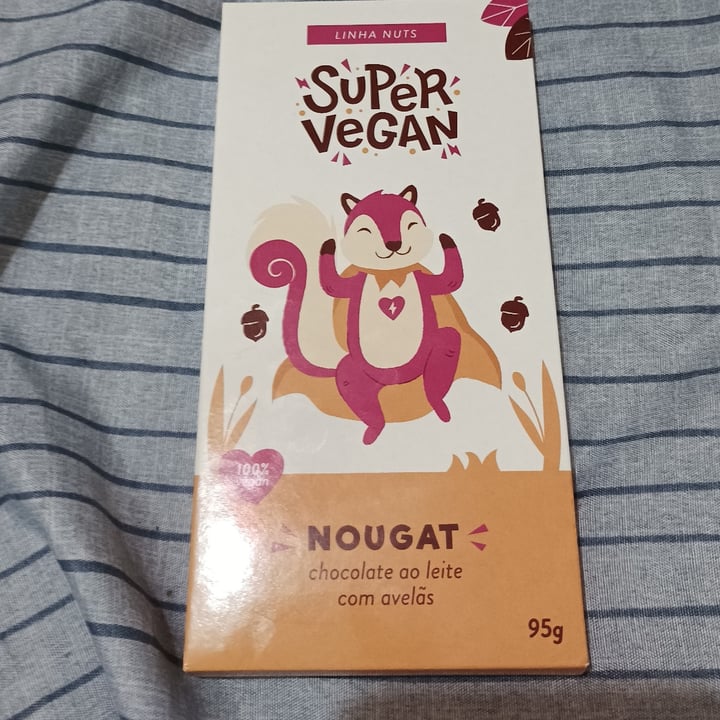 LINHA NUTS
SUPER
VEGAN
100%
vegan
NOUGAT
chocolate ao leite
com avelãs
95g